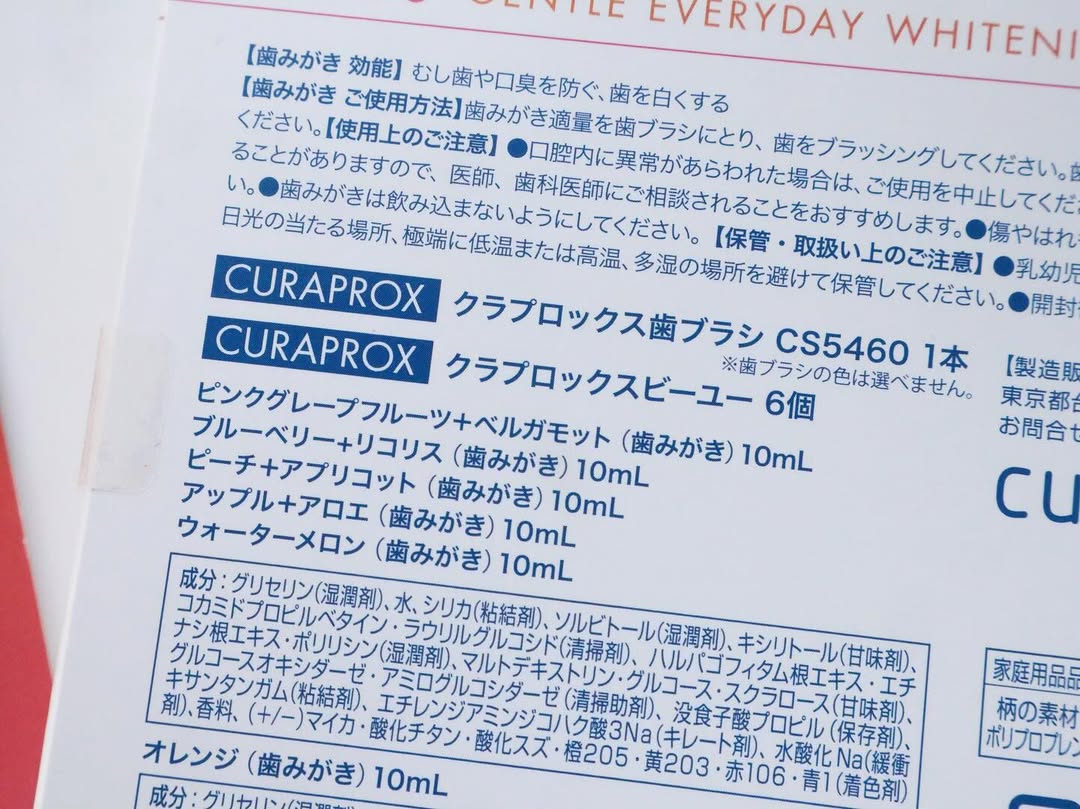 GENTLE EVERYDAY WHITENI
【歯みがき 効能】むし歯や口臭を防ぐ、歯を白くする
【歯みがき ご使用方法】歯みがき適量を歯ブラシにとり、歯をブラッシングしてください。
ください。【使用上のご注意】●口腔内に異常があらわれた場合は、ご使用を中止してくだ
ることがありますので、医師、歯科医師にご相談されることをおすすめします。●傷やはれ
い。●歯みがきは飲み込まないようにしてください。【保管・取扱い上のご注意】●乳幼児
日光の当たる場所、極端に低温または高温、多湿の場所を避けて保管してください。●開封
CURAPROX クラプロックス歯ブラシ CS5460 1本
※歯ブラシの色は選べません。
CURAPROX クラプロックスビーユー 6個
ピンクグレープフルーツ+ベルガモット（歯みがき）10mL
ブルーベリー+リコリス（歯みがき）10mL
ピーチ+アプリコット（歯みがき）10mL
アップル+アロエ（歯みがき）10mL
ウォーターメロン（歯みがき）10mL
成分：グリセリン(湿潤剤)、水、シリカ(粘結剤)、ソルビトール(湿潤剤)、キシリトール(甘味剤)、
コカミドプロピルベタイン・ラウリルグルコシド(清掃剤)、ハルパゴフィタム根エキス・エチ
ナシ根エキス・ポリリシン(湿潤剤)、マルトデキストリン・グルコース・スクラロース(甘味剤)、
グルコースオキシダーゼ・アミログルコシダーゼ(清掃助剤)、没食子酸プロピル(保存剤)、
キサンタンガム(粘結剤)、エチレンジアミンジコハク酸3Na(キレート剤)、水酸化Na(緩衝
剤)、香料、(+/−)マイカ・酸化チタン・酸化スズ・橙205・黄203・赤106・青1(着色剤)
オレンジ（歯みがき）10mL
成分：グリセリン(湿潤剤)
【製造販
東京都台
お問合せ
cu
家庭用品品
柄の素材
ポリプロプレン